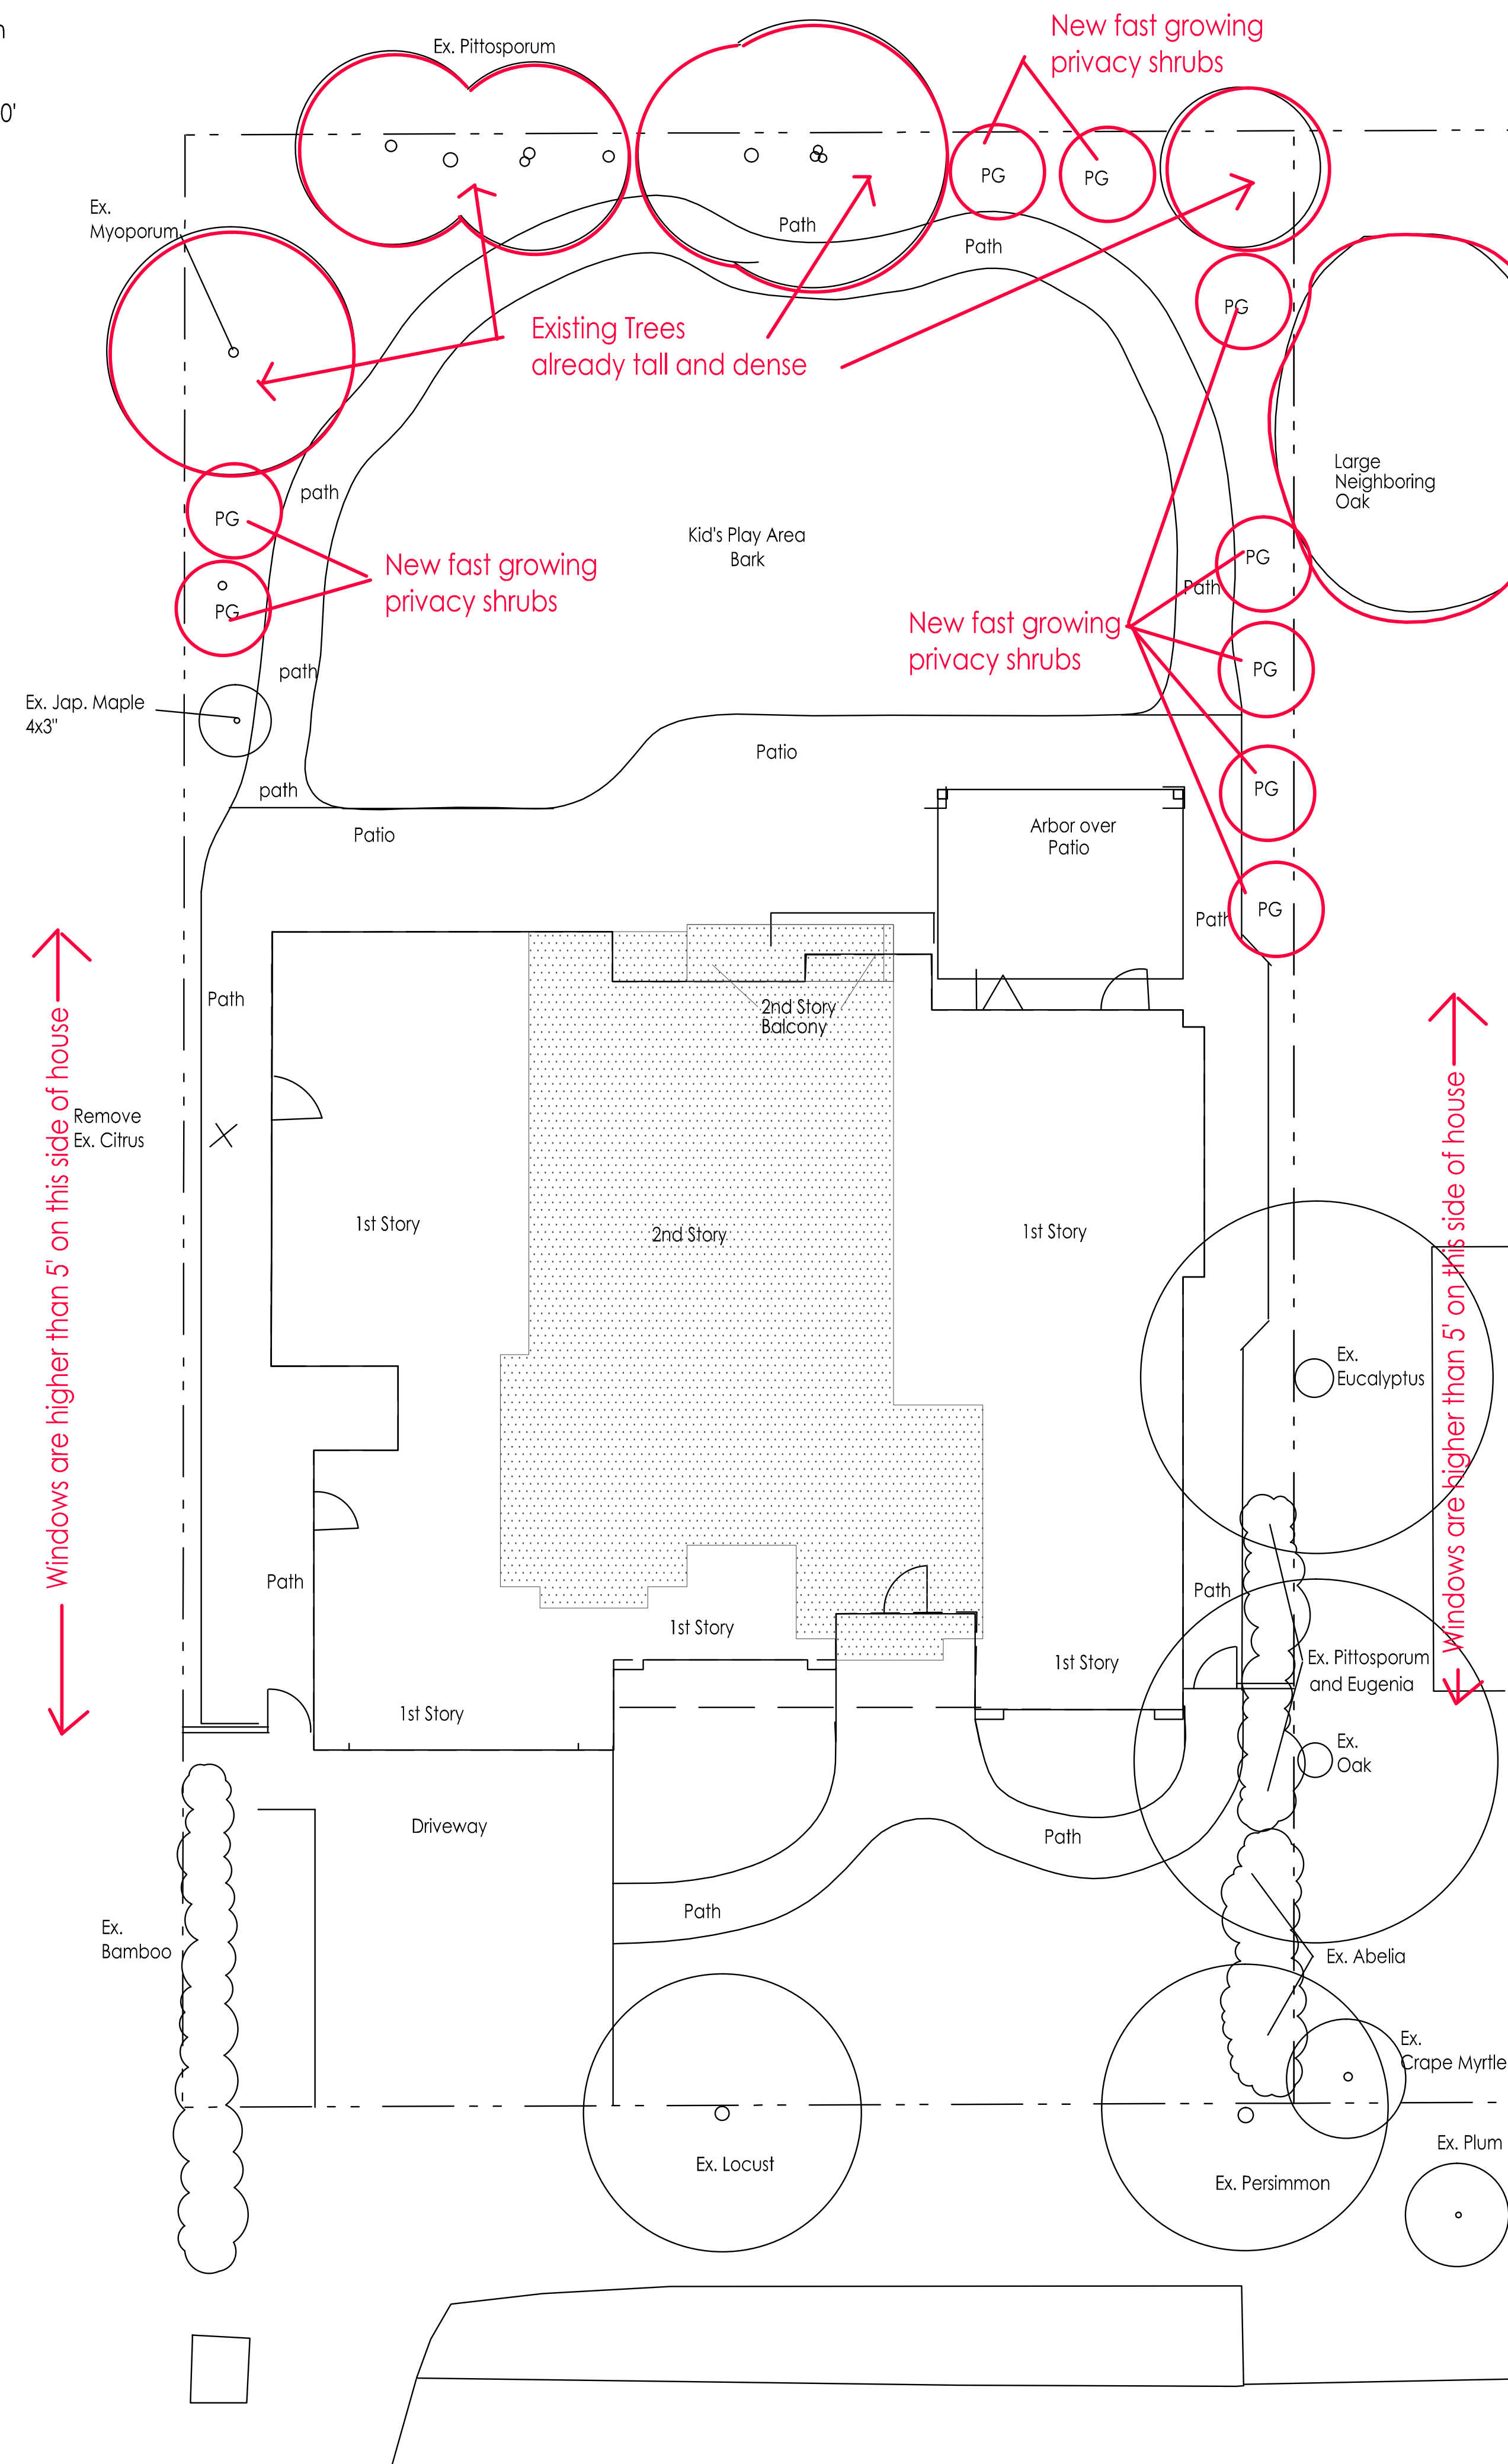 n
0'
Ex. Pittosporum
New fast growing
privacy shrubs
PG
PG
Ex.
Myoporum
Path
Path
PG
Existing Trees
already tall and dense
Large
Neighboring
Oak
path
PG
Kid's Play Area
Bark
New fast growing
privacy shrubs
PG
PG
Path
New fast growing
privacy shrubs
PG
path
Ex. Jap. Maple
4x3"
Patio
path
PG
Patio
Arbor over
Patio
PG
Path
Path
2nd Story
Balcony
Windows are higher than 5' on this side of house
Remove
Ex. Citrus
1st Story
2nd Story
1st Story
Windows are higher than 5' on this side of house
Ex.
Eucalyptus
Path
Path
1st Story
1st Story
Ex. Pittosporum
and Eugenia
1st Story
Ex.
Oak
Driveway
Path
Path
Ex.
Bamboo
Ex. Abelia
Ex.
Crape Myrtle
Ex. Plum
Ex. Locust
Ex. Persimmon